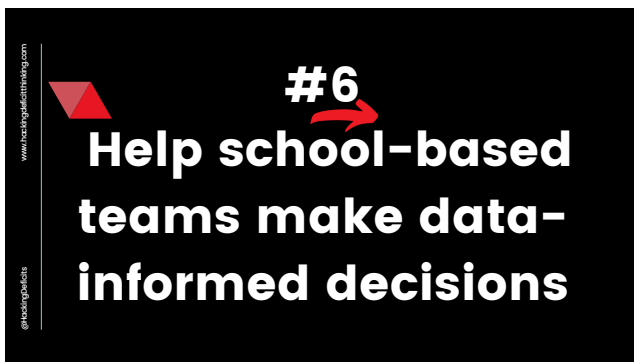 #6
Help school-based
teams make data-
informed decisions
www.hackingdeficitthinking.com
@HackingDeficits